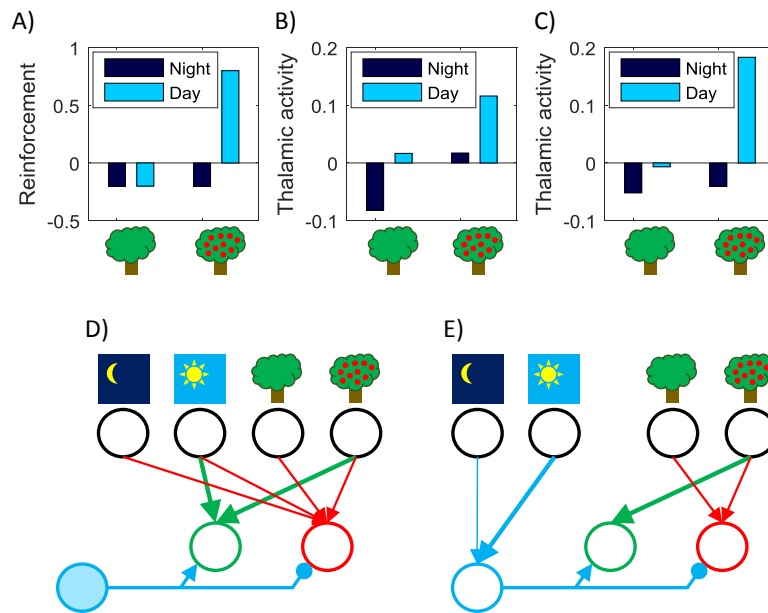 A)
B)
C)
Reinforcement
1
0.5
0
-0.5
Night
Day
Thalamic activity
0.2
0.1
0
-0.1
Night
Day
Thalamic activity
0.2
0.1
0
-0.1
Night
Day
D)
E)